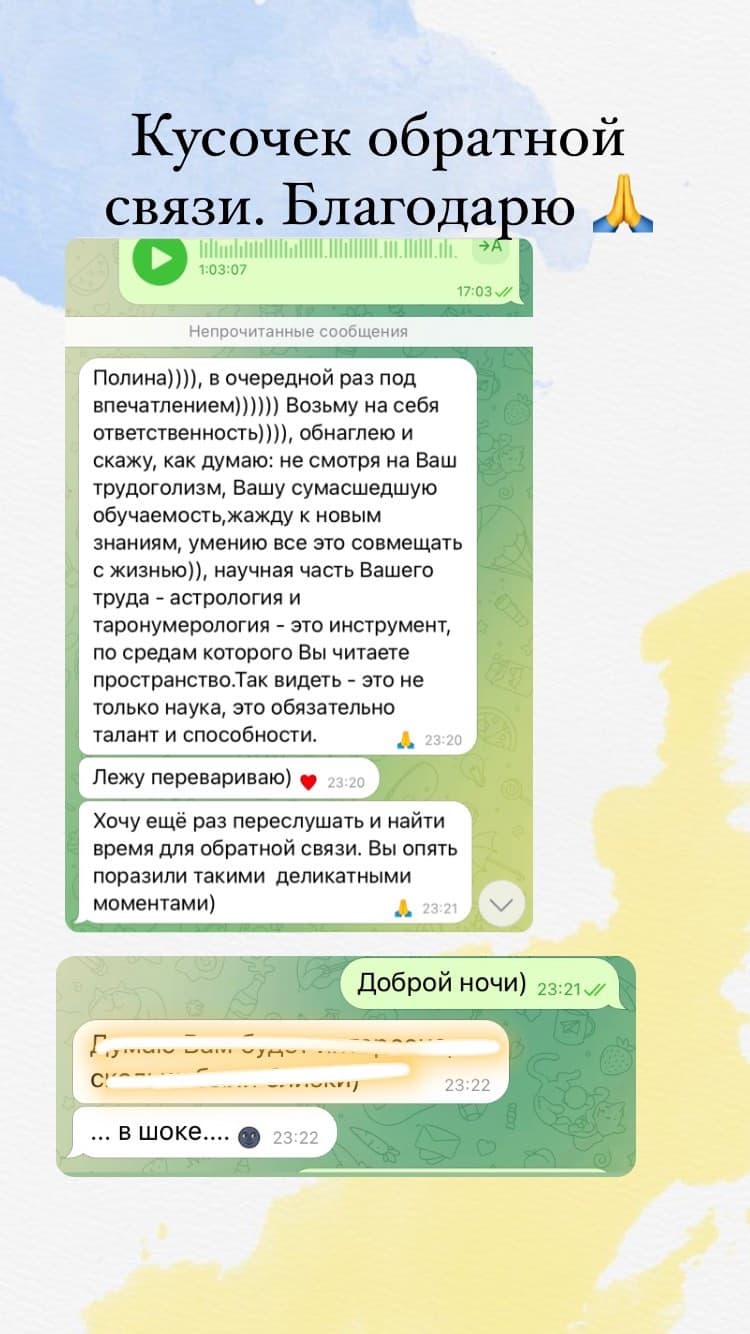 Кусочек обратной
связи. Благодарю 🙏
→A
1:03:07
17:03
Непрочитанные сообщения
Полина)))), в очередной раз под
впечатлением)))))) Возьму на себя
ответственность)))), обнаглею и
скажу, как думаю: не смотря на Ваш
трудоголизм, Вашу сумасшедшую
обучаемость,жажду к новым
знаниям, умению все это совмещать
с жизнью)), научная часть Вашего
труда - астрология и
таронумерология - это инструмент,
по средам которого Вы читаете
пространство.Так видеть - это не
только наука, это обязательно
талант и способности.
🙏 23:20
Лежу перевариваю) ❤️ 23:20
Хочу ещё раз переслушать и найти
время для обратной связи. Вы опять
поразили такими деликатными
моментами)
🙏 23:21
Доброй ночи) 23:21
23:22
... в шоке.... 🌚 23:22